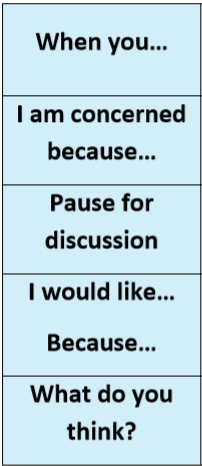 When you...
I am concerned
because...
Pause for
discussion
I would like...
Because...
What do you
think?